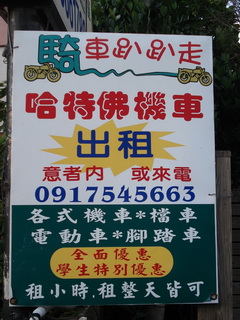 騎車趴趴走
哈特佛機車
出租
意者內 或來電
0917545663
各式機車*檔車
電動車*腳踏車
全面優惠
學生特別優惠
租小時,租整天皆可